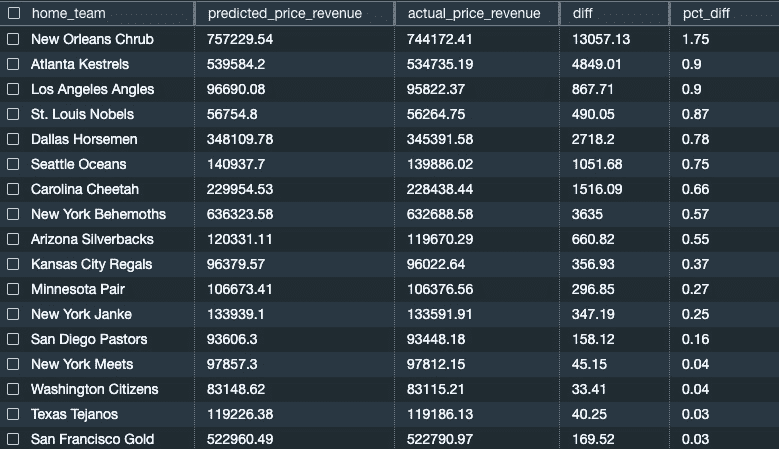 home_team predicted_price_revenue actual_price_revenue diff pct_diff
New Orleans Chrub 757229.54 744172.41 13057.13 1.75
Atlanta Kestrels 539584.2 534735.19 4849.01 0.9
Los Angeles Angles 96690.08 95822.37 867.71 0.9
St. Louis Nobels 56754.8 56264.75 490.05 0.87
Dallas Horsemen 348109.78 345391.58 2718.2 0.78
Seattle Oceans 140937.7 139886.02 1051.68 0.75
Carolina Cheetah 229954.53 228438.44 1516.09 0.66
New York Behemoths 636323.58 632688.58 3635 0.57
Arizona Silverbacks 120331.11 119670.29 660.82 0.55
Kansas City Regals 96379.57 96022.64 356.93 0.37
Minnesota Pair 106673.41 106376.56 296.85 0.27
New York Janke 133939.1 133591.91 347.19 0.25
San Diego Pastors 93606.3 93448.18 158.12 0.16
New York Meets 97857.3 97812.15 45.15 0.04
Washington Citizens 83148.62 83115.21 33.41 0.04
Texas Tejanos 119226.38 119186.13 40.25 0.03
San Francisco Gold 522960.49 522790.97 169.52 0.03